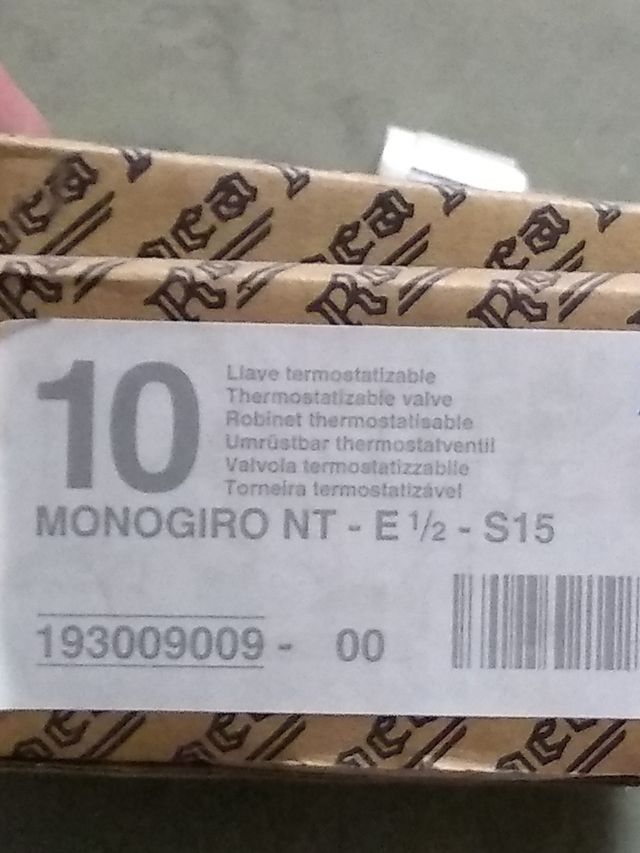 10
Llave termostatizable
Thermostatizable valve
Robinet thermostatisable
Umrüstbar thermostatventil
Valvola termostatizzabile
Torneira termostatizável
MONOGIRO NT - E 1/2 - S15
193009009 - 00